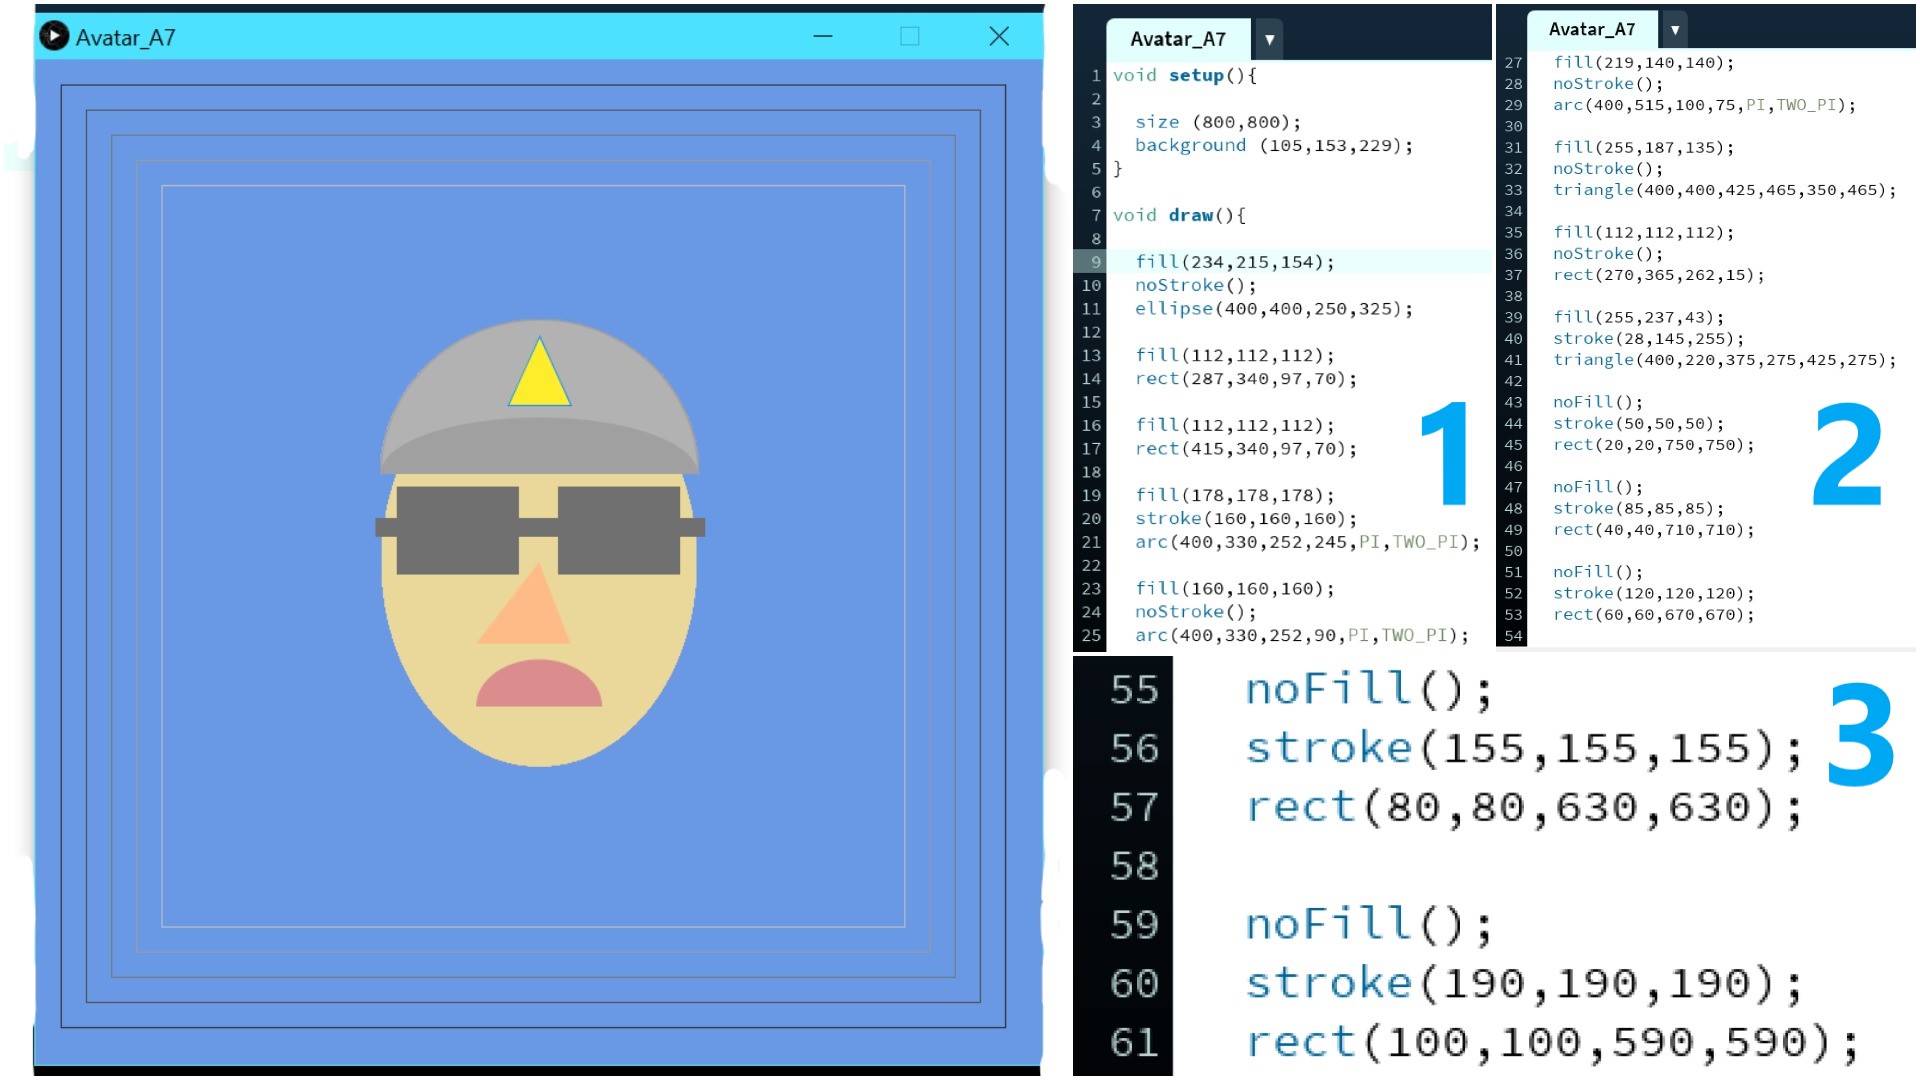 Avatar_A7
Avatar_A7
▼
1 void setup(){
2
3 size (800,800);
4 background (105,153,229);
5 }
6
7 void draw(){
8
9 fill(234,215,154);
10 noStroke();
11 ellipse(400,400,250,325);
12
13 fill(112,112,112);
14 rect(287,340,97,70);
15
16 fill(112,112,112);
17 rect(415,340,97,70);
18
19 fill(178,178,178);
20 stroke(160,160,160);
21 arc(400,330,252,245,PI,TWO_PI);
22
23 fill(160,160,160);
24 noStroke();
25 arc(400,330,252,90,PI,TWO_PI);
1
Avatar_A7
▼
27 fill(219,140,140);
28 noStroke();
29 arc(400,515,100,75,PI,TWO_PI);
30
31 fill(255,187,135);
32 noStroke();
33 triangle(400,400,425,465,350,465);
34
35 fill(112,112,112);
36 noStroke();
37 rect(270,365,262,15);
38
39 fill(255,237,43);
40 stroke(28,145,255);
41 triangle(400,220,375,275,425,275);
42
43 noFill();
44 stroke(50,50,50);
45 rect(20,20,750,750);
46
47 noFill();
48 stroke(85,85,85);
49 rect(40,40,710,710);
50
51 noFill();
52 stroke(120,120,120);
53 rect(60,60,670,670);
54
2
55 noFill();
56 stroke(155,155,155);
57 rect(80,80,630,630);
58
59 noFill();
60 stroke(190,190,190);
61 rect(100,100,590,590);
3